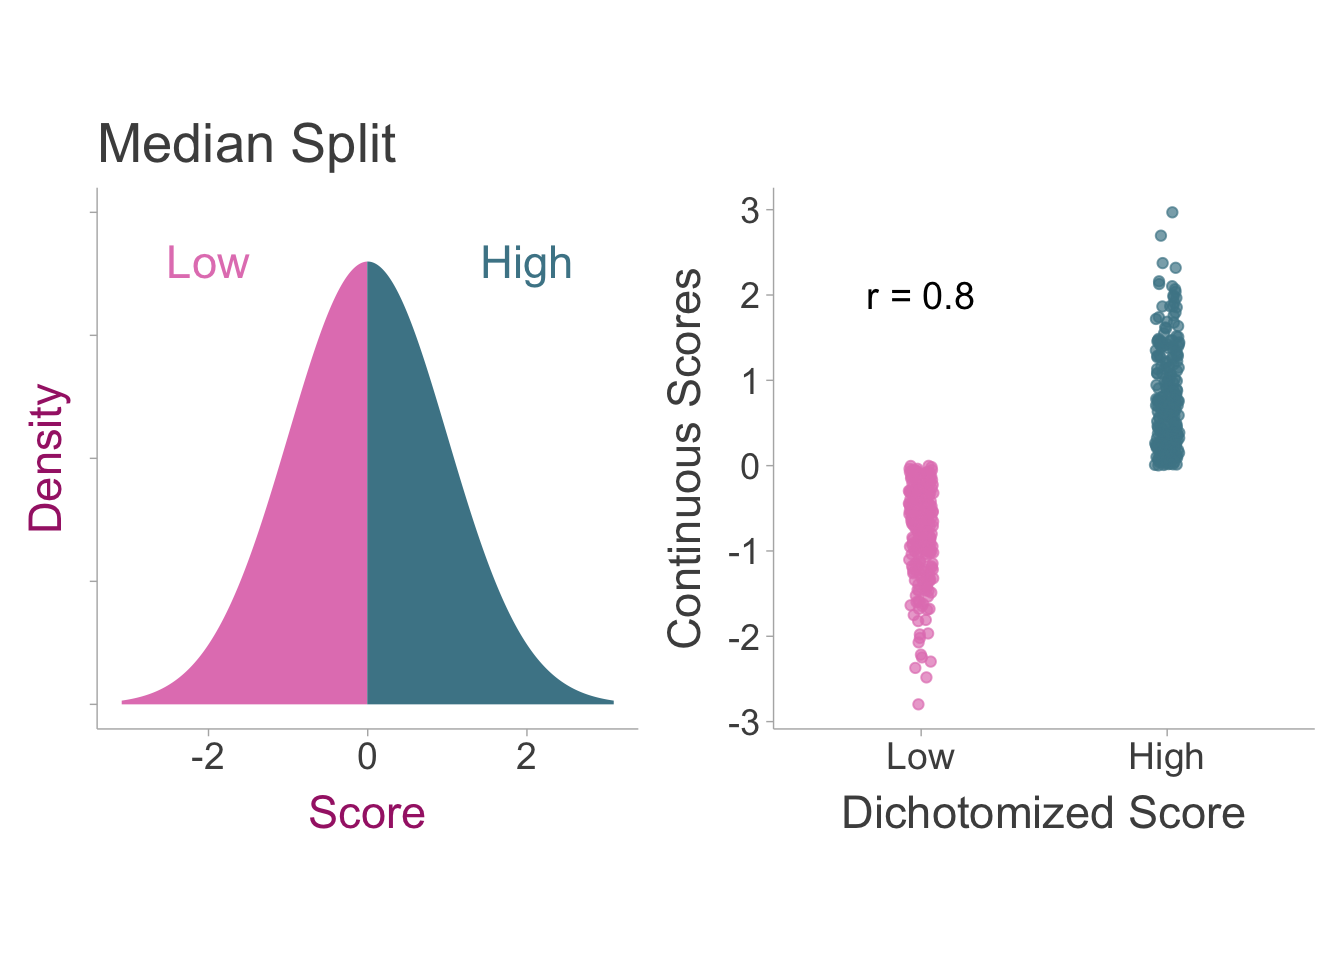 Median Split
Low
High
Density
-2
0
2
Score
3
2
1
0
-1
-2
-3
Continuous Scores
r = 0.8
Low
High
Dichotomized Score